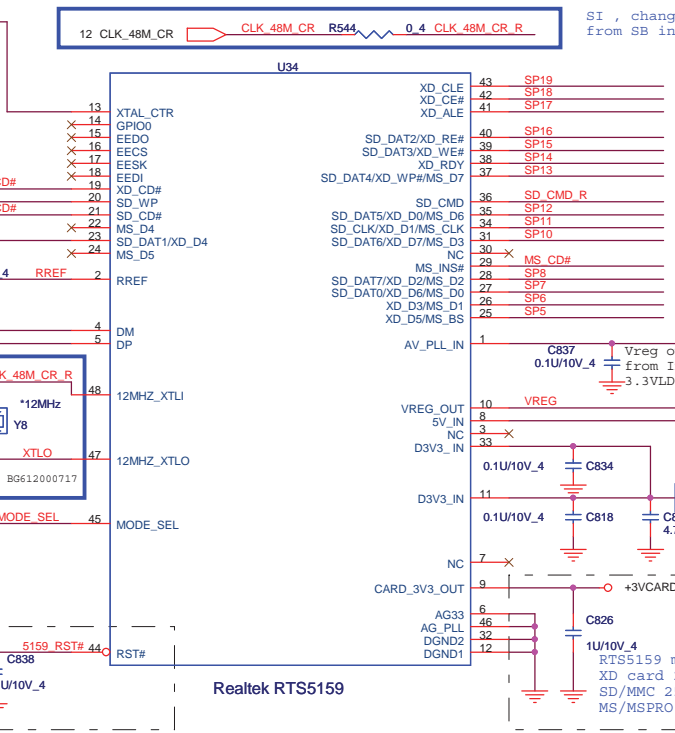 SI , chang
from SB in
12 CLK_48M_CR CLK_48M_CR R544 0_4 CLK_48M_CR_R
U34
13 XTAL_CTR
14 GPIO0
15 EEDO
16 EECS
17 EESK
18 EEDI
CD# 19 XD_CD#
20 SD_WP
CD# 21 SD_CD#
22 MS_D4
23 SD_DAT1/XD_D4
24 MS_D5
_4 RREF 2 RREF
4 DM
5 DP
K_48M_CR_R 48 12MHZ_XTLI
*12MHz
Y8
XTLO 47 12MHZ_XTLO
BG612000717
MODE_SEL 45 MODE_SEL
5159_RST# 44 RST#
C838
U/10V_4
XD_CLE 43 SP19
XD_CE# 42 SP18
XD_ALE 41 SP17
SD_DAT2/XD_RE# 40 SP16
SD_DAT3/XD_WE# 39 SP15
XD_RDY 38 SP14
SD_DAT4/XD_WP#/MS_D7 37 SP13
SD_CMD 36 SD_CMD_R
SD_DAT5/XD_D0/MS_D6 35 SP12
SD_CLK/XD_D1/MS_CLK 34 SP11
SD_DAT6/XD_D7/MS_D3 31 SP10
NC 30
MS_INS# 29 MS_CD#
SD_DAT7/XD_D2/MS_D2 28 SP8
SD_DAT0/XD_D6/MS_D0 27 SP7
XD_D3/MS_D1 26 SP6
XD_D5/MS_BS 25 SP5
AV_PLL_IN 1
C837
0.1U/10V_4
Vreg o
from I
3.3VLD
VREG_OUT 10 VREG
5V_IN 8
NC 3
D3V3_IN 33
0.1U/10V_4 C834
D3V3_IN 11
0.1U/10V_4 C818
C8
4.7
NC 7
CARD_3V3_OUT 9 +3VCARD
AG33 6
AG_PLL 46
DGND2 32
DGND1 12
C826
1U/10V_4
RTS5159 m
XD card
SD/MMC 2
MS/MSPRO
Realtek RTS5159